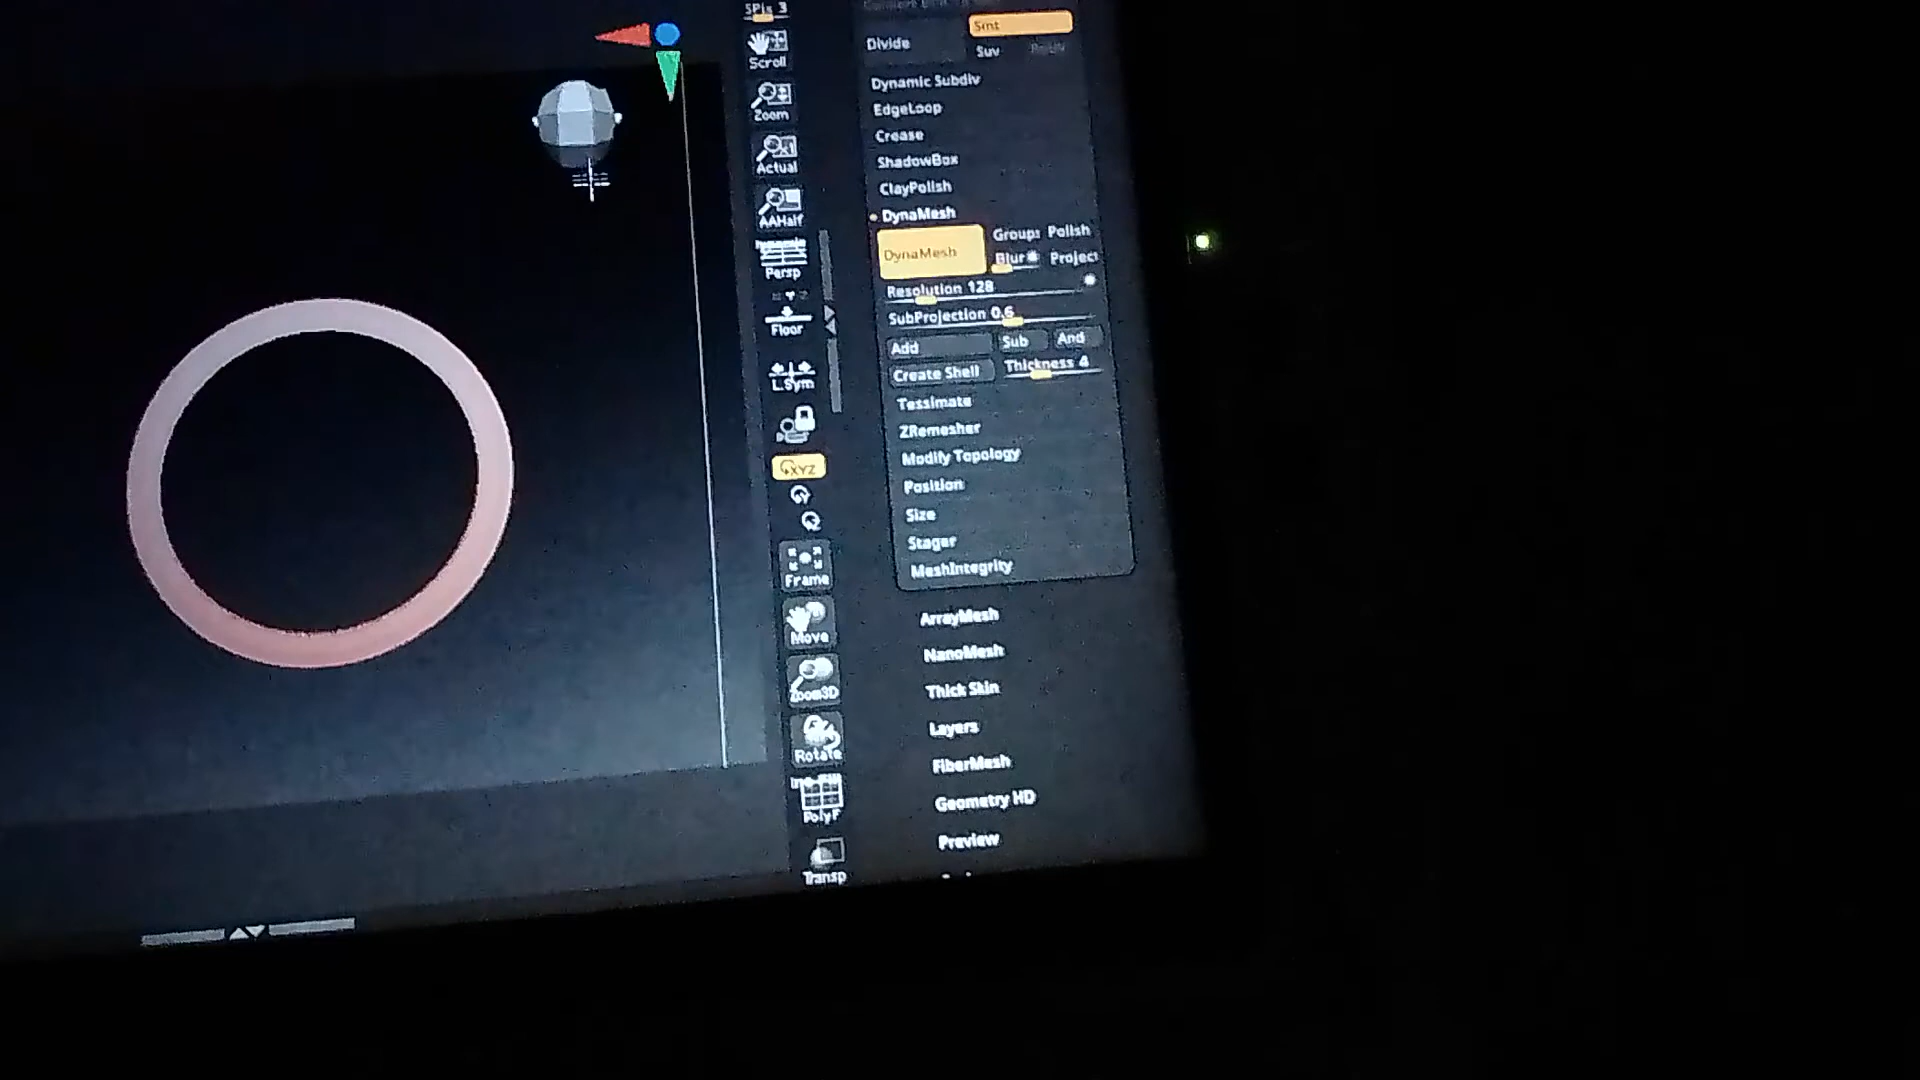 SPix 3
Scroll
Zoom
Actual
AAHalf
Persp
Floor
L.Sym
XYZ
Frame
Move
Zoom3D
Rotate
PolyF
Transp
Smt
Divide
Suv
Dynamic Subdiv
EdgeLoop
Crease
ShadowBox
ClayPolish
DynaMesh
DynaMesh
Groups Polish
Blur Project
Resolution 128
SubProjection 0.6
Add Sub And
Create Shell Thickness 4
Tessimate
ZRemesher
Modify Topology
Position
Size
Stager
MeshIntegrity
ArrayMesh
NanoMesh
Thick Skin
Layers
FiberMesh
Geometry HD
Preview